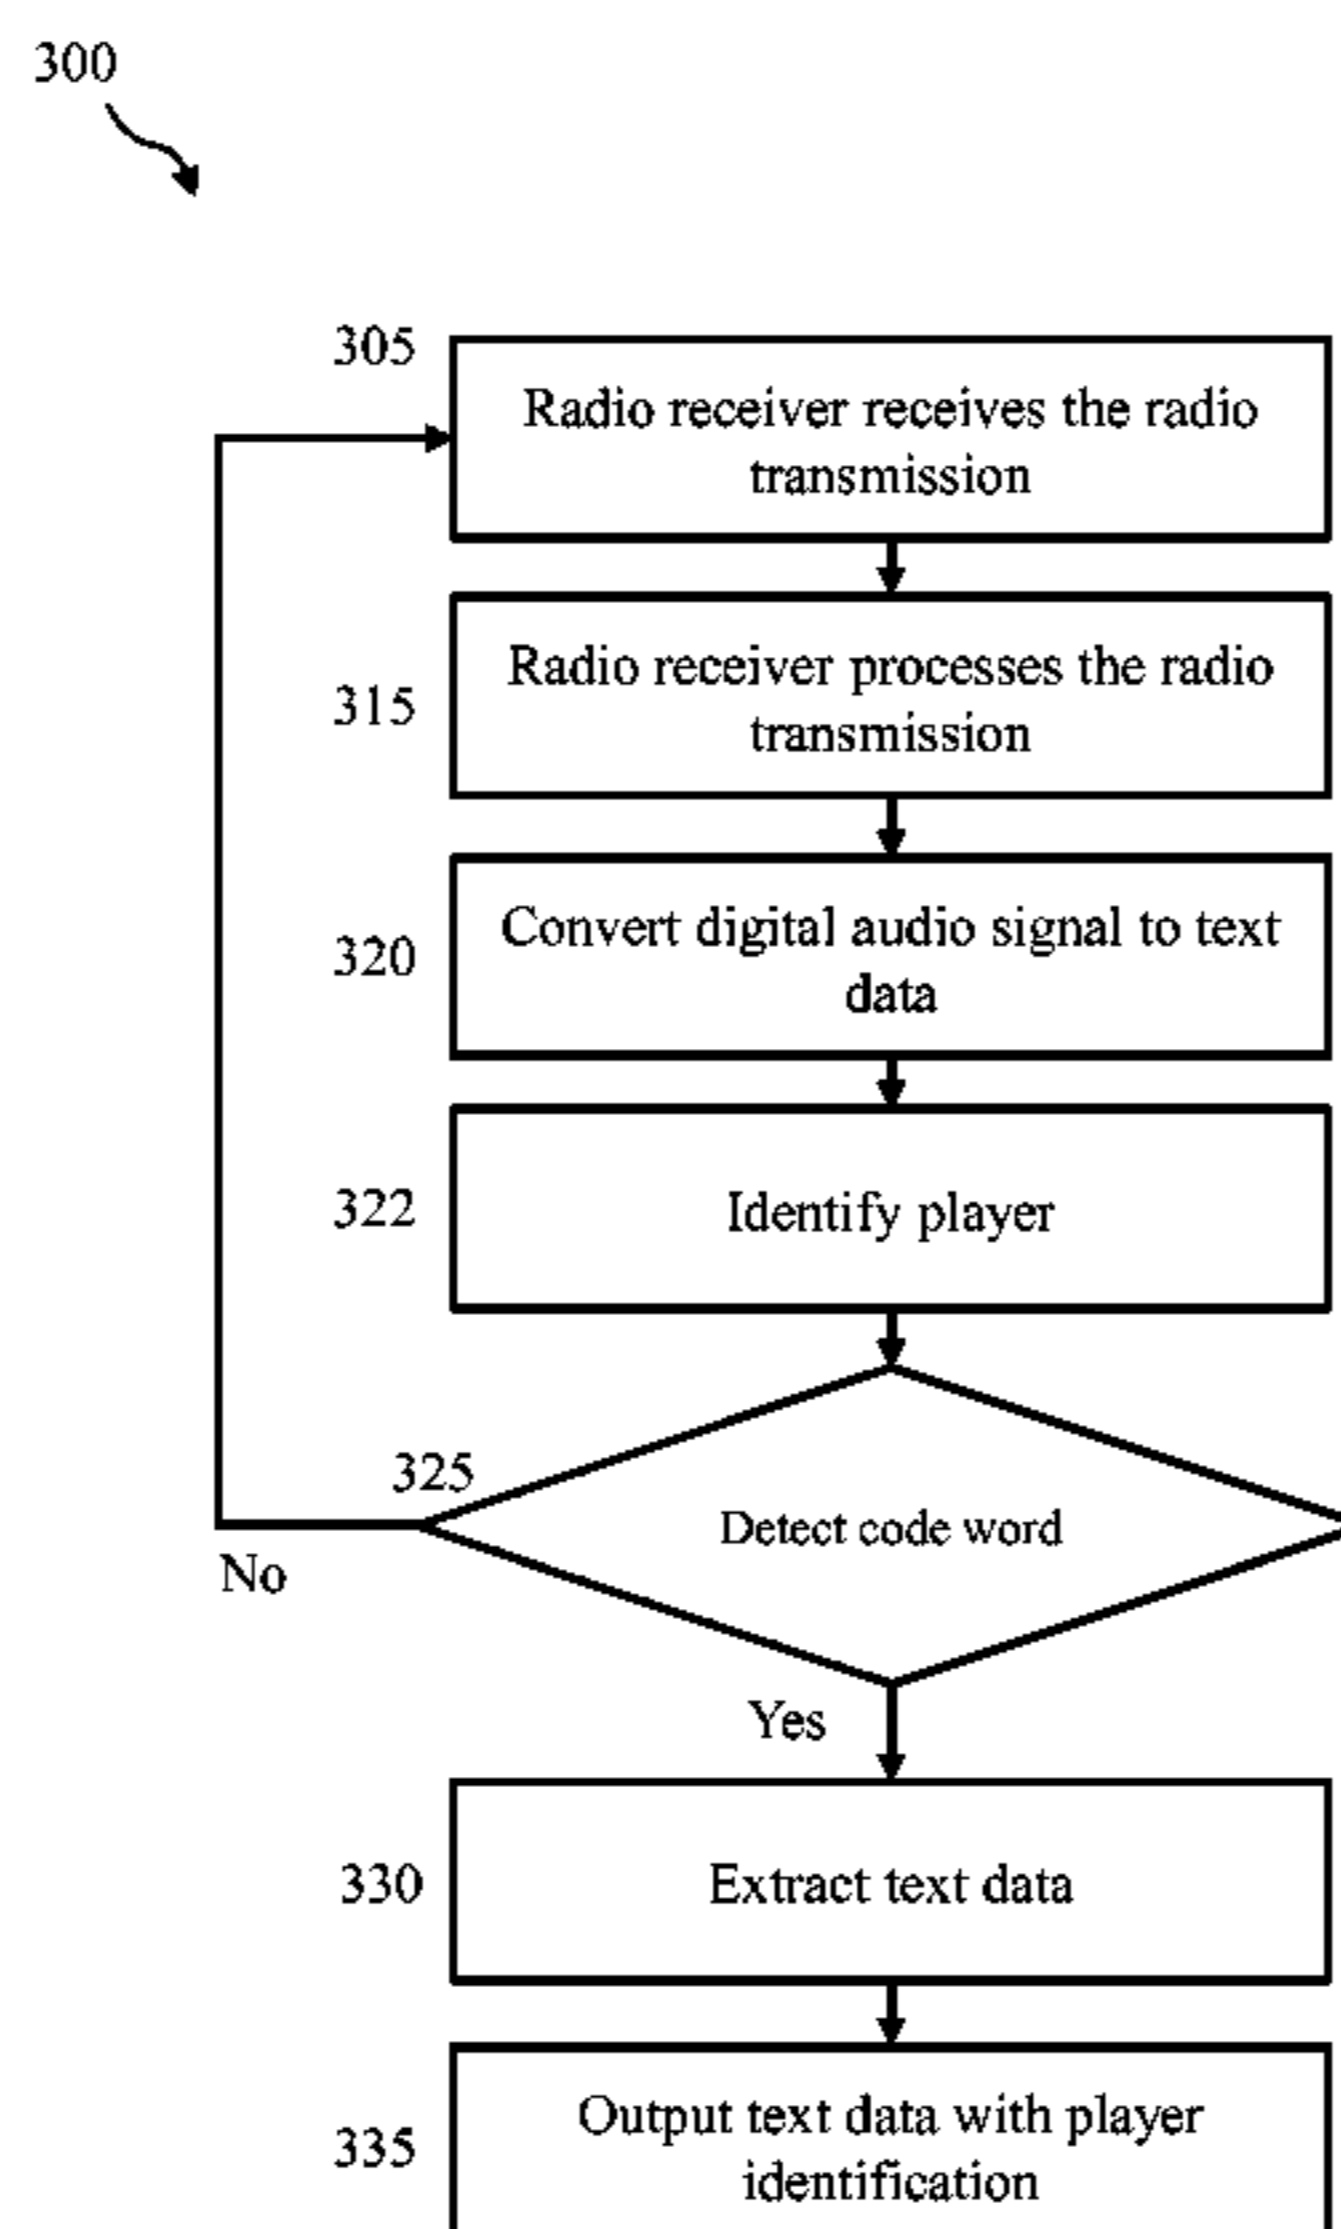 300
305
Radio receiver receives the radio
transmission
315
Radio receiver processes the radio
transmission
320
Convert digital audio signal to text
data
322
Identify player
325
Detect code word
No
Yes
330
Extract text data
335
Output text data with player
identification